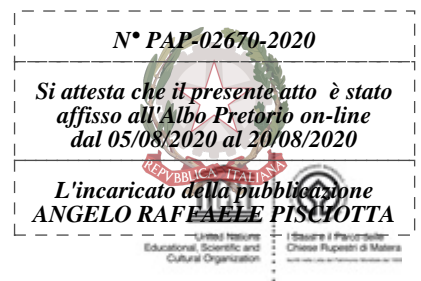 N° PAP-02670-2020
Si attesta che il presente atto è stato
affisso all'Albo Pretorio on-line
dal 05/08/2020 al 20/08/2020
REPVBBLICA ITALIANA
L'incaricato della pubblicazione
ANGELO RAFFAELE PISCIOTTA
United Nations
Educational, Scientific and
Cultural Organization
I Sassi e il Parco delle
Chiese Rupestri di Matera